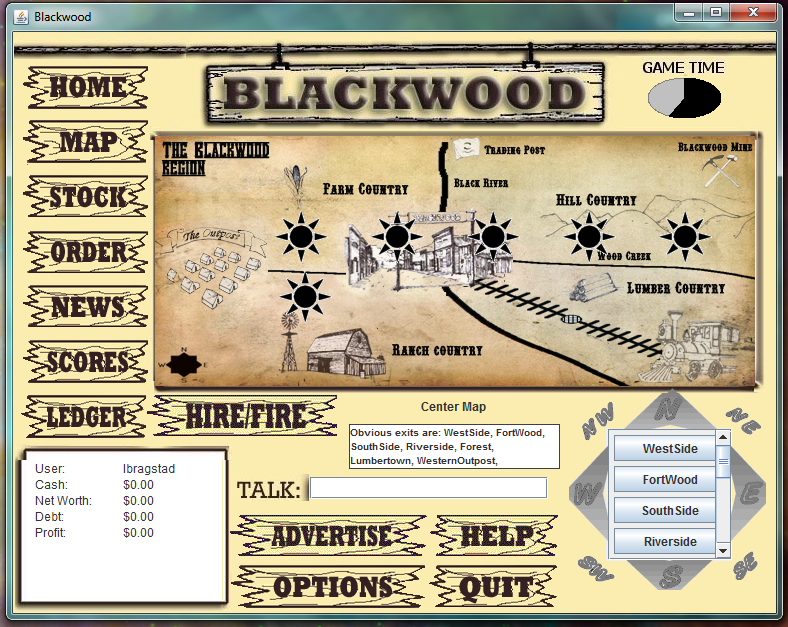 Blackwood
BLACKWOOD
GAME TIME
HOME
MAP
STOCK
ORDER
NEWS
SCORES
LEDGER
HIRE/FIRE
THE BLACKWOOD
REGION
TRADING POST
BLACKWOOD MINE
FARM COUNTRY
BLACK RIVER
HILL COUNTRY
The Outpost
WOOD CREEK
LUMBER COUNTRY
RANCH COUNTRY
N
W
E
S
Center Map
Obvious exits are: WestSide, FortWood,
SouthSide, Riverside, Forest,
Lumbertown, WesternOutpost,
User: Ibragstad
Cash: $0.00
Net Worth: $0.00
Debt: $0.00
Profit: $0.00
TALK:
ADVERTISE
HELP
OPTIONS
QUIT
NW
N
NE
W
E
SW
S
SE
WestSide
FortWood
SouthSide
Riverside